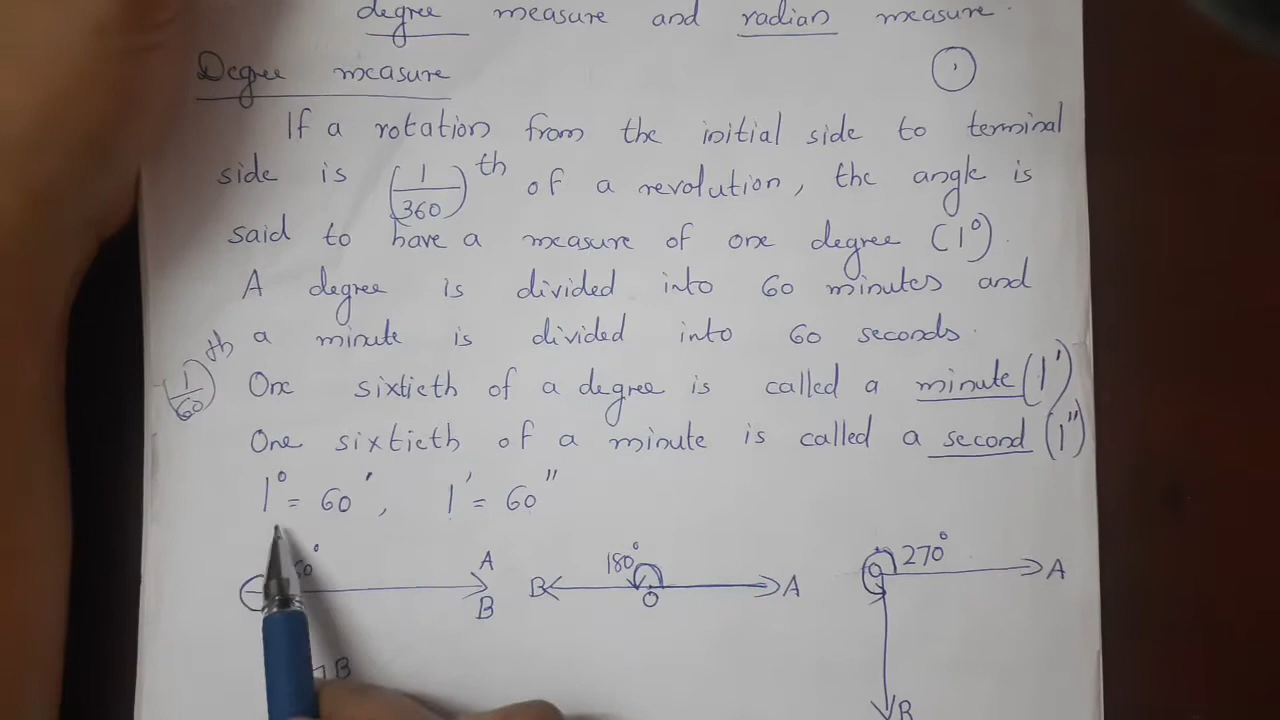 degree measure and radian measure.
Degree measure
If a rotation from the initial side to terminal
side is (1/360)th of a revolution, the angle is
said to have a measure of one degree (1°).
A degree is divided into 60 minutes and
a minute is divided into 60 seconds.
(1/60)th
One sixtieth of a degree is called a minute (1')
One sixtieth of a minute is called a second (1")
1° = 60', 1' = 60"
A
B
180°
B
O
A
270°
A
B
B